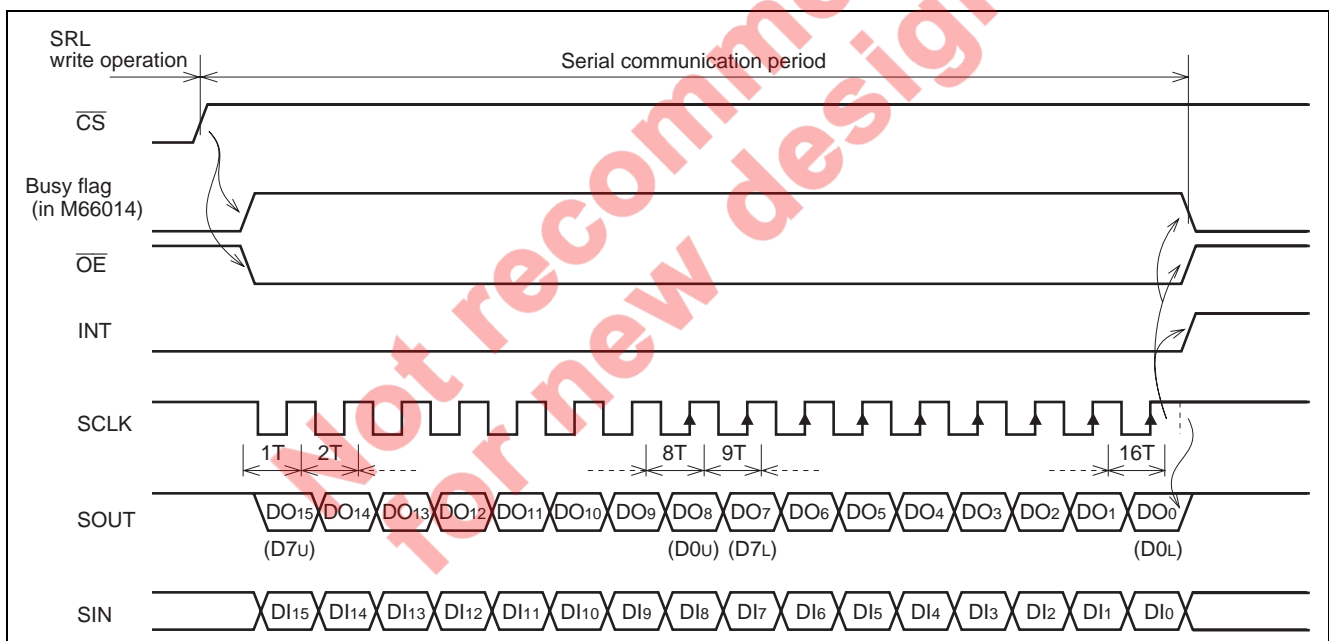 SRL
write operation
Serial communication period
CS
Busy flag
(in M66014)
OE
INT
SCLK
1T 2T 8T 9T 16T
SOUT DO15 DO14 DO13 DO12 DO11 DO10 DO9 DO8 DO7 DO6 DO5 DO4 DO3 DO2 DO1 DO0
(D7U) (D0U) (D7L) (D0L)
SIN DI15 DI14 DI13 DI12 DI11 DI10 DI9 DI8 DI7 DI6 DI5 DI4 DI3 DI2 DI1 DI0
Not recomm
for new design